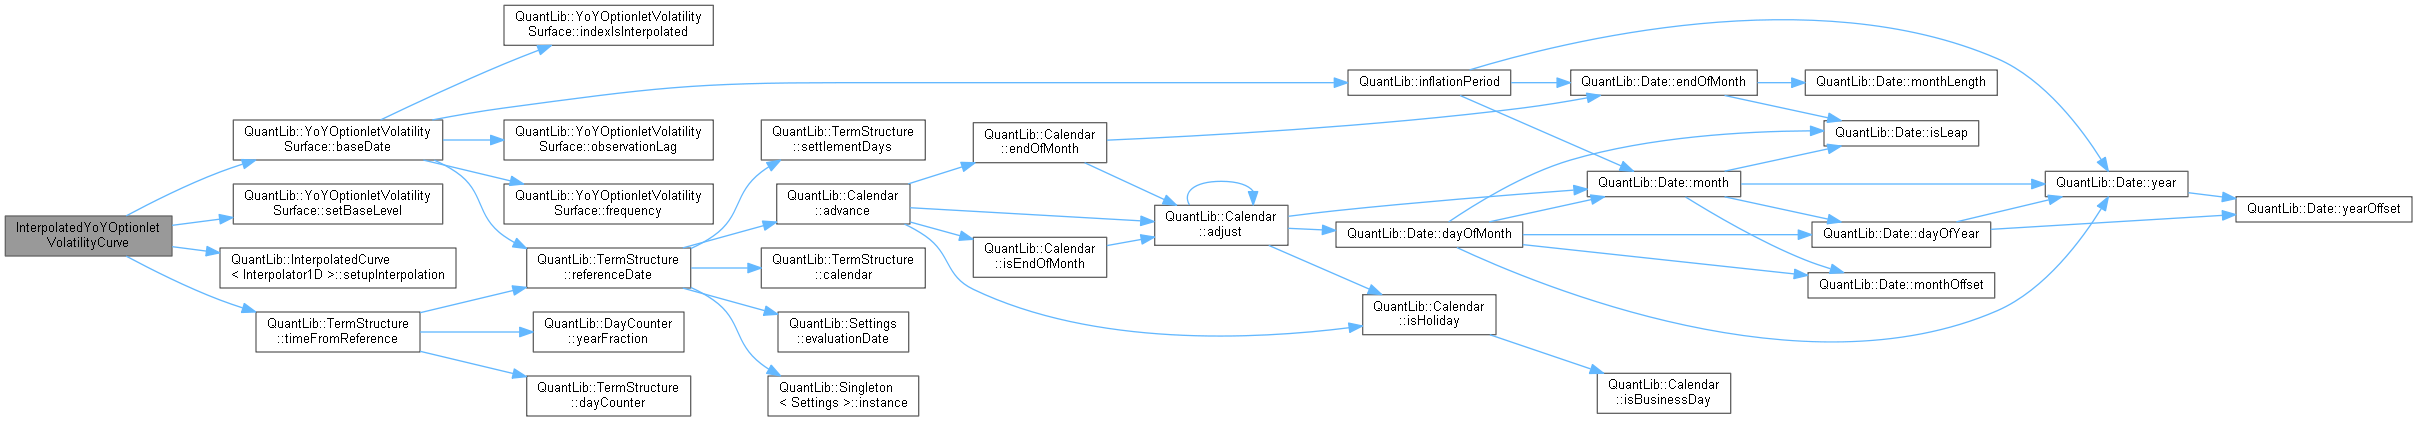 InterpolatedYoYOptionlet
VolatilityCurve
QuantLib::YoYOptionletVolatility
Surface::baseDate
QuantLib::YoYOptionletVolatility
Surface::setBaseLevel
QuantLib::InterpolatedCurve
< Interpolator1D >::setupInterpolation
QuantLib::TermStructure
::timeFromReference
QuantLib::YoYOptionletVolatility
Surface::indexIsInterpolated
QuantLib::YoYOptionletVolatility
Surface::observationLag
QuantLib::YoYOptionletVolatility
Surface::frequency
QuantLib::TermStructure
::referenceDate
QuantLib::DayCounter
::yearFraction
QuantLib::TermStructure
::dayCounter
QuantLib::TermStructure
::settlementDays
QuantLib::Calendar
::advance
QuantLib::TermStructure
::calendar
QuantLib::Settings
::evaluationDate
QuantLib::Singleton
< Settings >::instance
QuantLib::Calendar
::endOfMonth
QuantLib::Calendar
::isEndOfMonth
QuantLib::Calendar
::adjust
QuantLib::inflationPeriod
QuantLib::Date::dayOfMonth
QuantLib::Calendar
::isHoliday
QuantLib::Date::endOfMonth
QuantLib::Date::month
QuantLib::Calendar
::isBusinessDay
QuantLib::Date::monthLength
QuantLib::Date::isLeap
QuantLib::Date::dayOfYear
QuantLib::Date::monthOffset
QuantLib::Date::year
QuantLib::Date::yearOffset